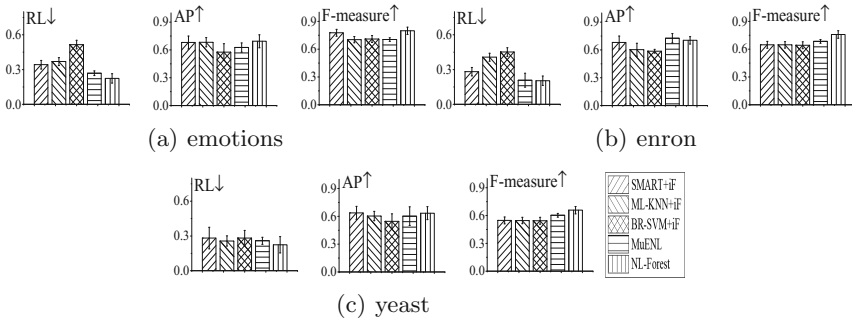 RL↓
0.6
0.3
0.0
AP↑
0.9
0.6
0.3
0.0
F-measure↑
0.9
0.6
0.3
0.0
RL↓
0.6
0.3
0.0
AP↑
0.9
0.6
0.3
0.0
F-measure↑
0.9
0.6
0.3
0.0
(a) emotions
(b) enron
RL↓
0.6
0.3
0.0
AP↑
0.9
0.6
0.3
0.0
F-measure↑
0.9
0.6
0.3
0.0
SMART+iF
ML-KNN+iF
BR-SVM+iF
MuENL
NL-Forest
(c) yeast